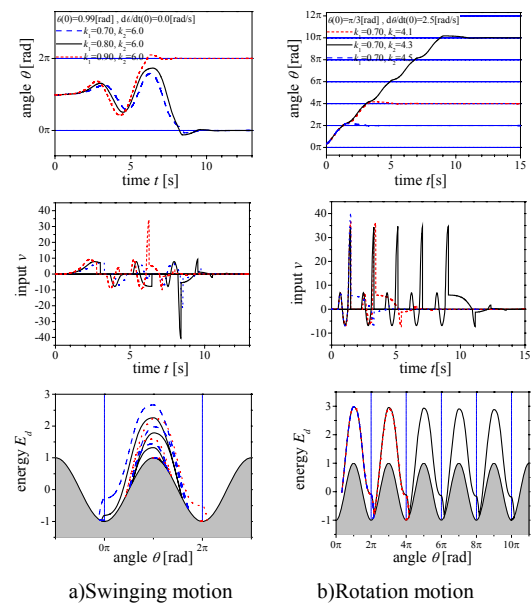 θ(0)=0.99[rad] , dθ/dt(0)=0.0[rad/s]
k₁=0.70, k₂=6.0
k₁=0.80, k₂=6.0
k₁=0.90, k₂=6.0
angle θ [rad]
2π
0π
0 5 10
time t [s]
input v
40
30
20
10
0
-10
-20
-30
-40
0 5 10
time t [s]
energy E_d
3
2
1
0
-1
0π 2π
angle θ [rad]
a)Swinging motion
θ(0)=π/3[rad] , dθ/dt(0)=2.5[rad/s]
k₁=0.70, k₂=4.1
k₁=0.70, k₂=4.3
k₁=0.70, k₂=4.5
angle θ [rad]
12π
10π
8π
6π
4π
2π
0π
0 5 10 15
time t[s]
input v
40
30
20
10
0
-10
0 5 10 15
time t [s]
energy E_d
3
2
1
0
-1
0π 2π 4π 6π 8π 10π
angle θ [rad]
b)Rotation motion